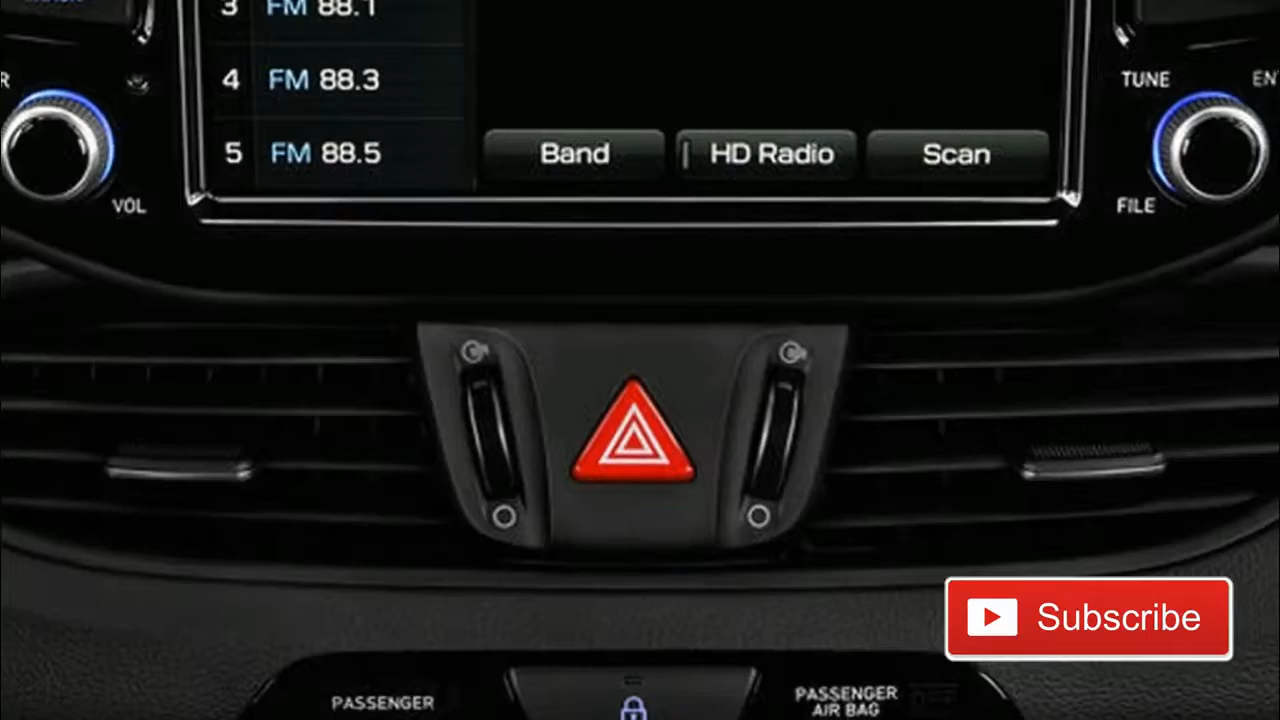 3 FM 88.1
4 FM 88.3
5 FM 88.5
Band HD Radio Scan
VOL
TUNE
FILE
Subscribe
PASSENGER
PASSENGER
AIR BAG